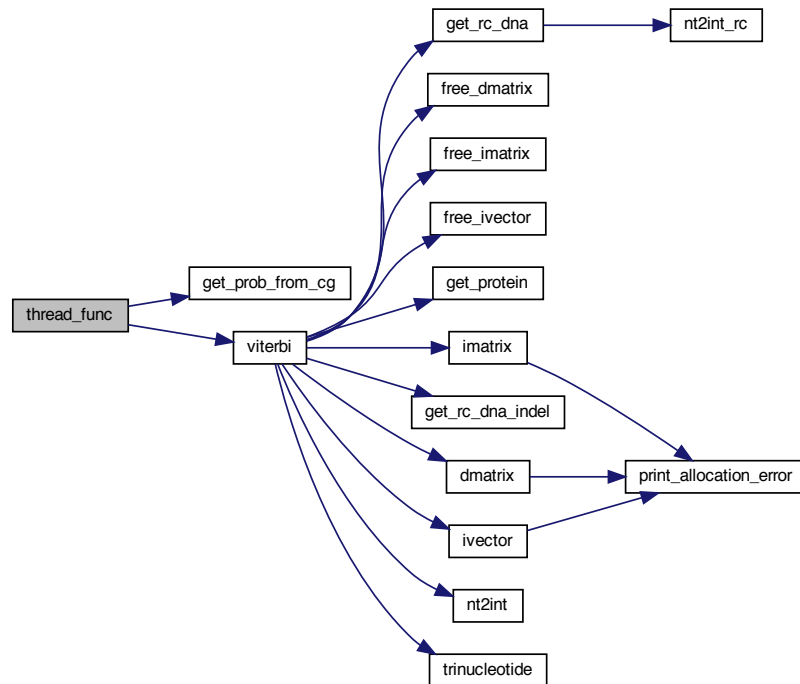 get_rc_dna
nt2int_rc
free_dmatrix
free_imatrix
free_ivector
get_prob_from_cg
get_protein
thread_func
viterbi
imatrix
get_rc_dna_indel
dmatrix
print_allocation_error
ivector
nt2int
trinucleotide